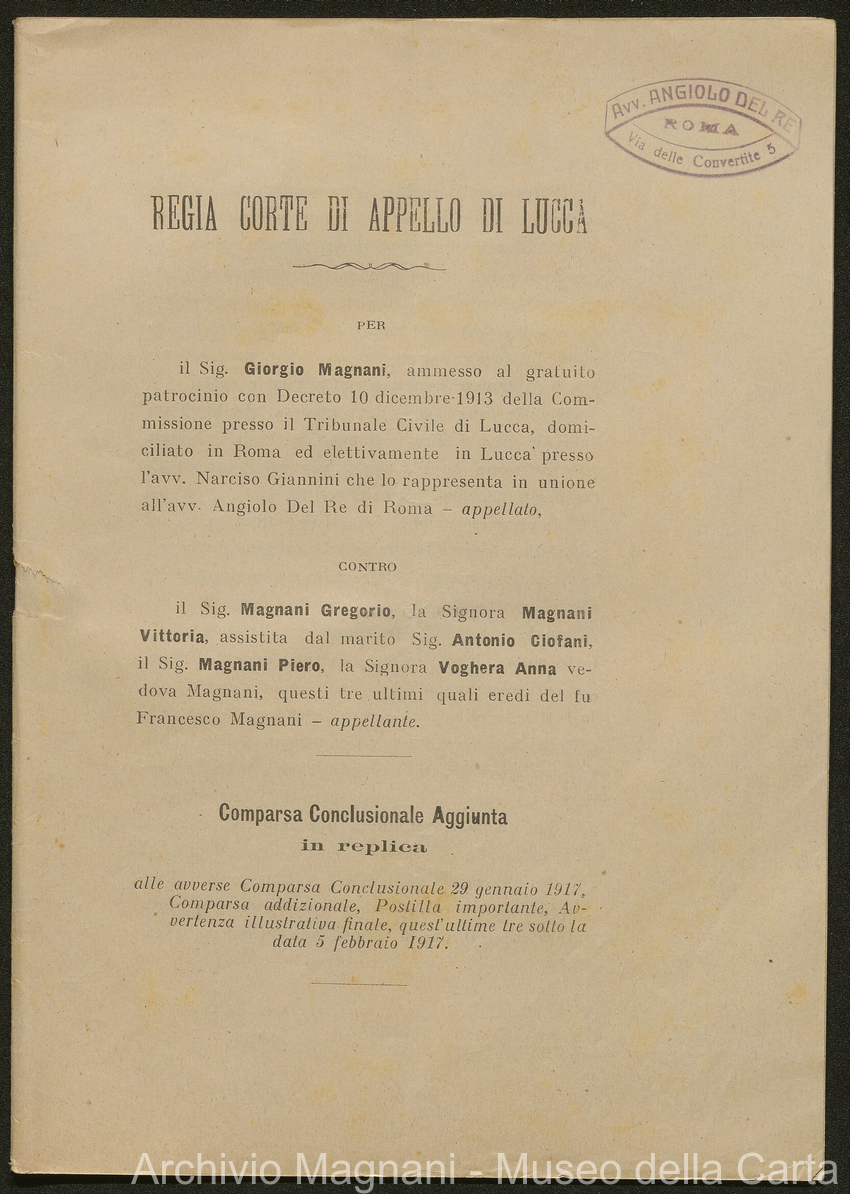 Avv. ANGIOLO DEL RE
ROMA
Via delle Convertite 5
REGIA CORTE DI APPELLO DI LUCCA
PER
il Sig. Giorgio Magnani, ammesso al gratuito
patrocinio con Decreto 10 dicembre 1913 della Com-
missione presso il Tribunale Civile di Lucca, domi-
ciliato in Roma ed elettivamente in Lucca presso
l'avv. Narciso Giannini che lo rappresenta in unione
all'avv. Angiolo Del Re di Roma – appellato,
CONTRO
il Sig. Magnani Gregorio, la Signora Magnani
Vittoria, assistita dal marito Sig. Antonio Ciofani,
il Sig. Magnani Piero, la Signora Voghera Anna ve-
dova Magnani, questi tre ultimi quali eredi del fu
Francesco Magnani – appellante.
Comparsa Conclusionale Aggiunta
in replica
alle avverse Comparsa Conclusionale 29 gennaio 1917,
Comparsa addizionale, Postilla importante, Av-
vertenza illustrativa finale, quest'ultime tre sotto la
data 5 febbraio 1917.
Archivio Magnani - Museo della Carta